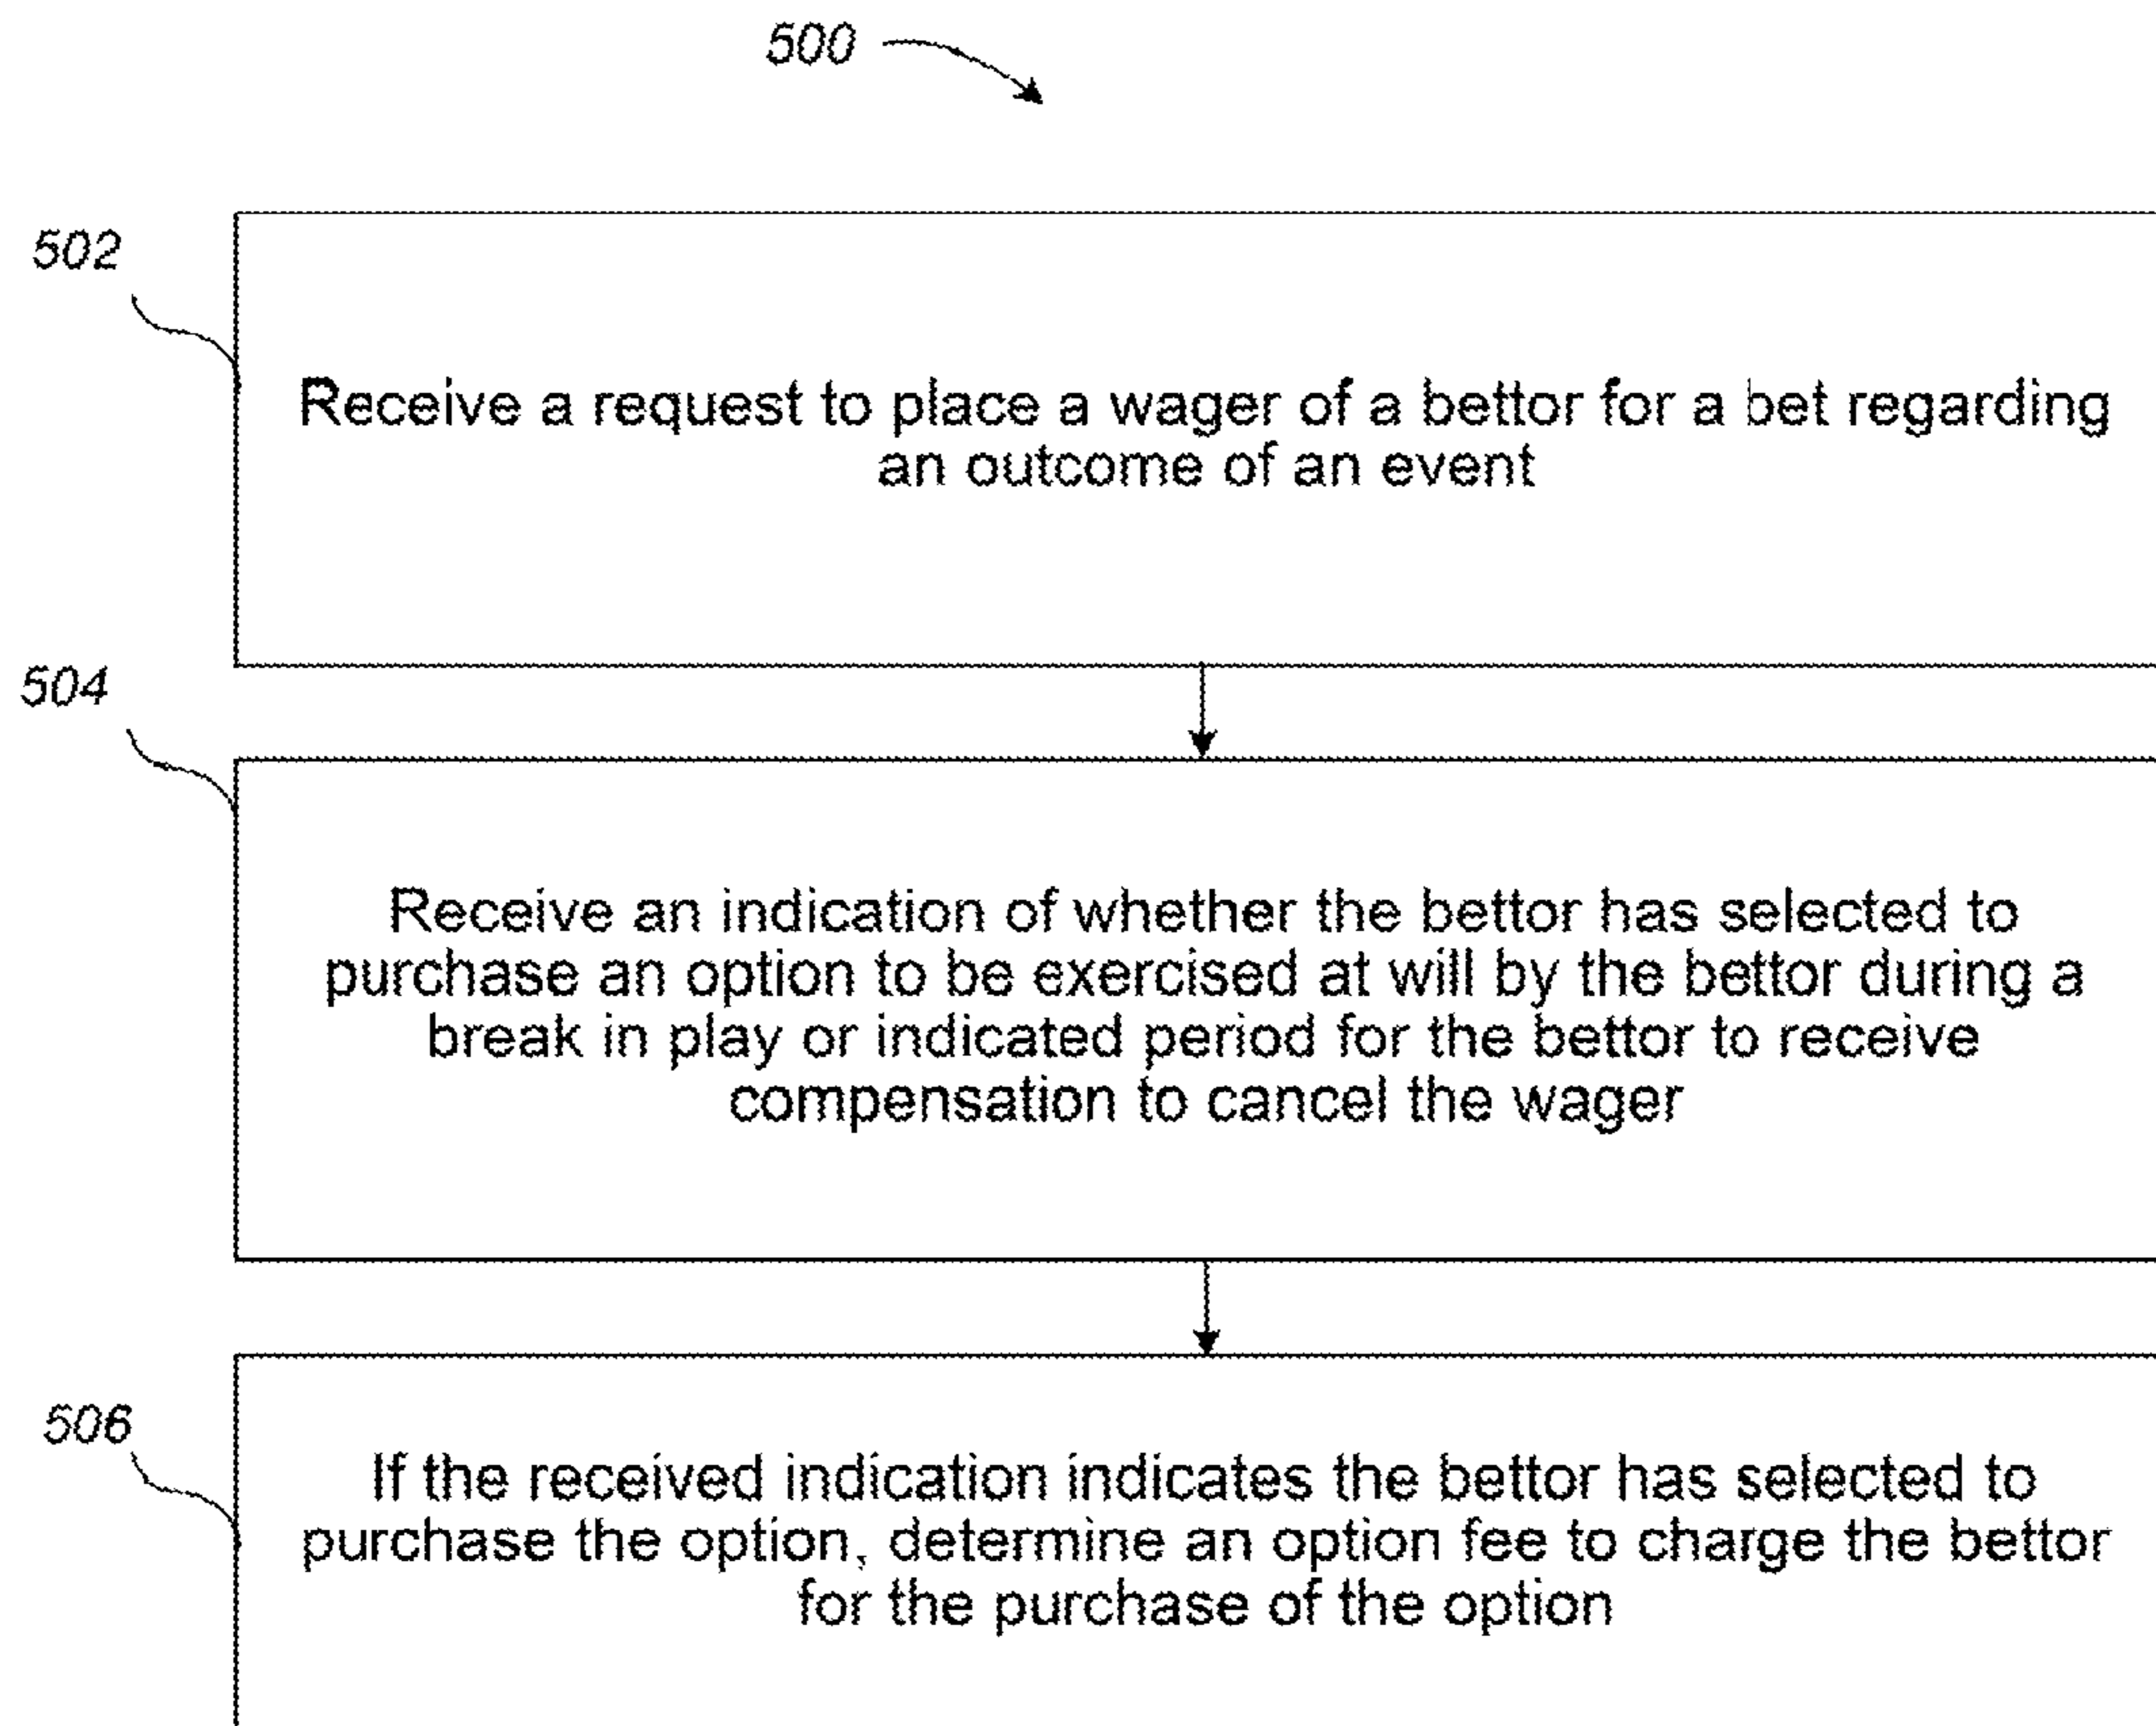 500
502
Receive a request to place a wager of a bettor for a bet regarding
an outcome of an event
504
Receive an indication of whether the bettor has selected to
purchase an option to be exercised at will by the bettor during a
break in play or indicated period for the bettor to receive
compensation to cancel the wager
506
If the received indication indicates the bettor has selected to
purchase the option, determine an option fee to charge the bettor
for the purchase of the option